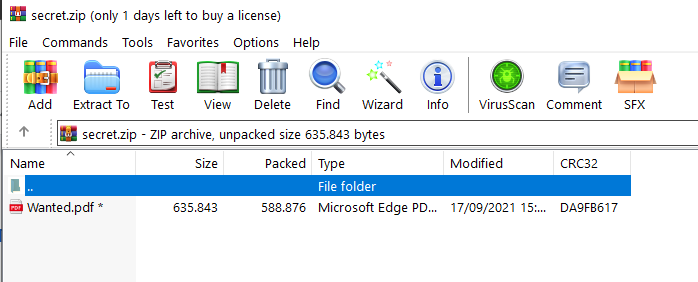 secret.zip (only 1 days left to buy a license)
File Commands Tools Favorites Options Help
Add Extract To Test View Delete Find Wizard Info VirusScan Comment SFX
secret.zip - ZIP archive, unpacked size 635.843 bytes
Name Size Packed Type Modified CRC32
.. File folder
PDF Wanted.pdf * 635.843 588.876 Microsoft Edge PD... 17/09/2021 15:... DA9FB617